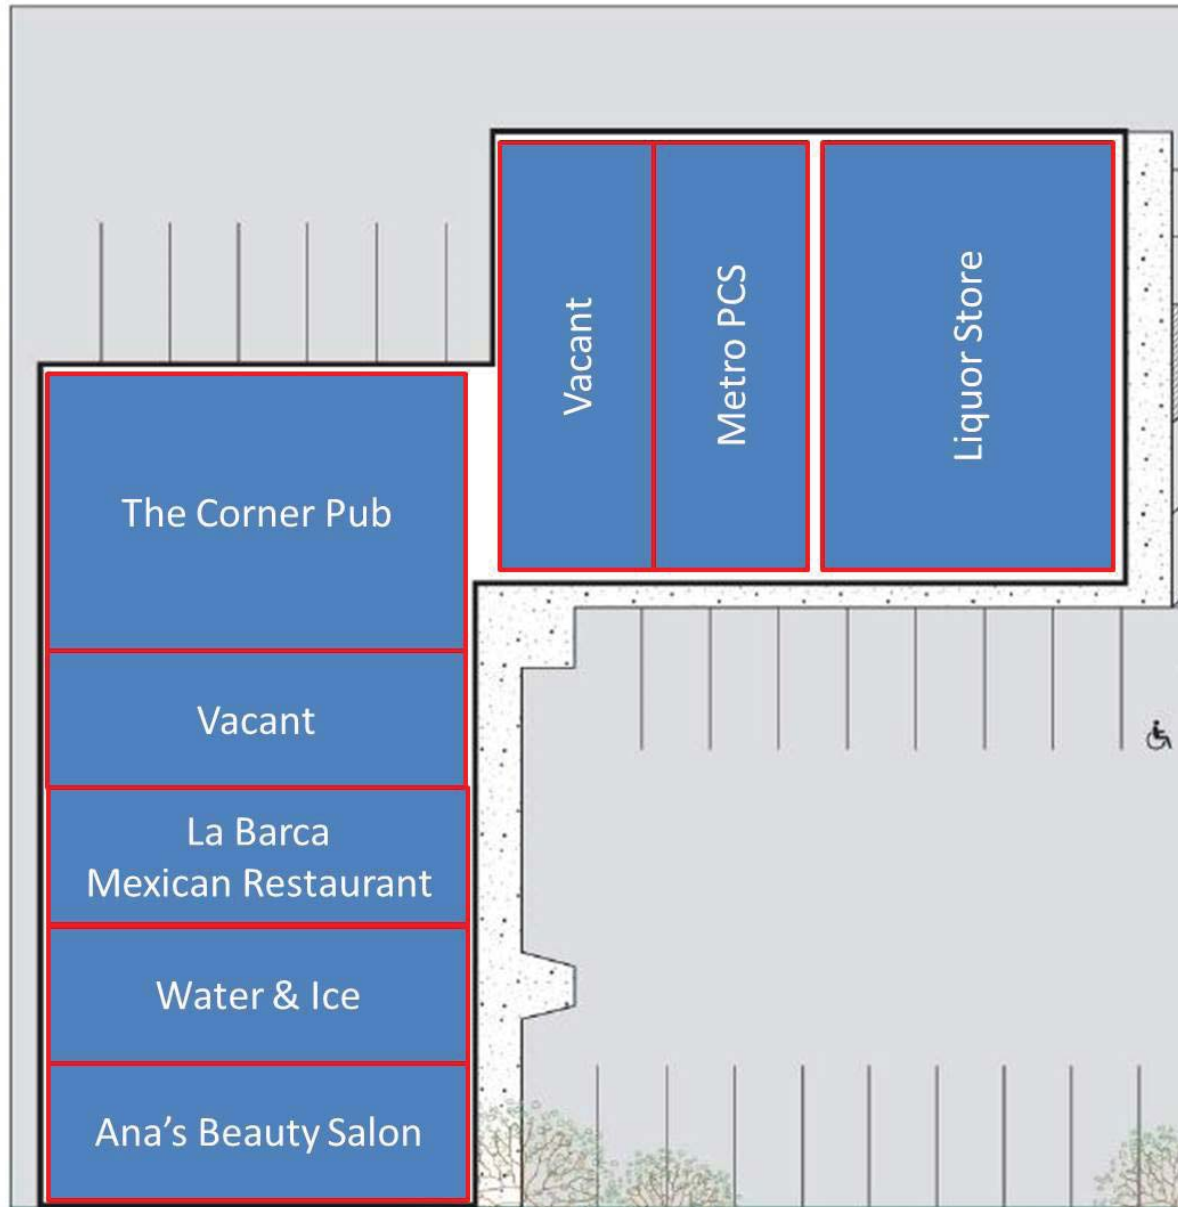 Vacant
Metro PCS
Liquor Store
The Corner Pub
Vacant
La Barca
Mexican Restaurant
Water & Ice
Ana’s Beauty Salon